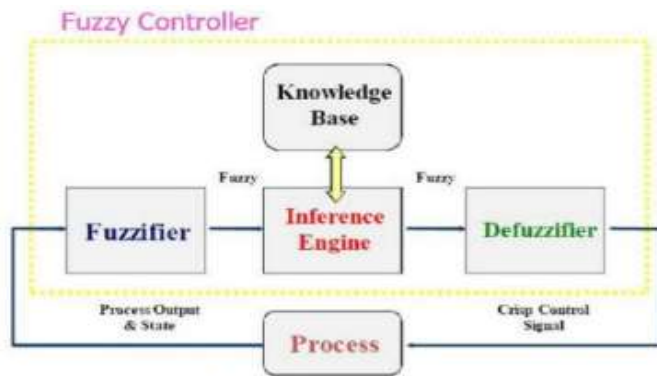 Fuzzy Controller
Knowledge
Base
Fuzzy
Fuzzy
Fuzzifier
Inference
Engine
Defuzzifier
Process Output
& State
Crisp Control
Signal
Process